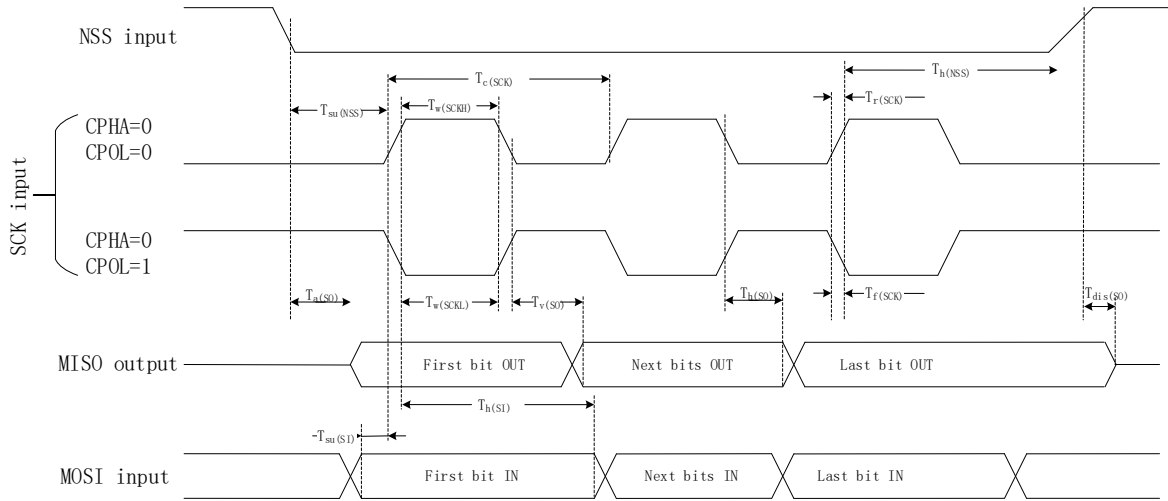 NSS input
Tc(SCK)
Th(NSS)
Tsu(NSS)
Tw(SCKH)
Tr(SCK)
SCK input
CPHA=0
CPOL=0
CPHA=0
CPOL=1
Ta(SO)
Tw(SCKL)
Tv(SO)
Th(SO)
Tf(SCK)
Tdis(SO)
MISO output
First bit OUT
Next bits OUT
Last bit OUT
Th(SI)
Tsu(SI)
MOSI input
First bit IN
Next bits IN
Last bit IN